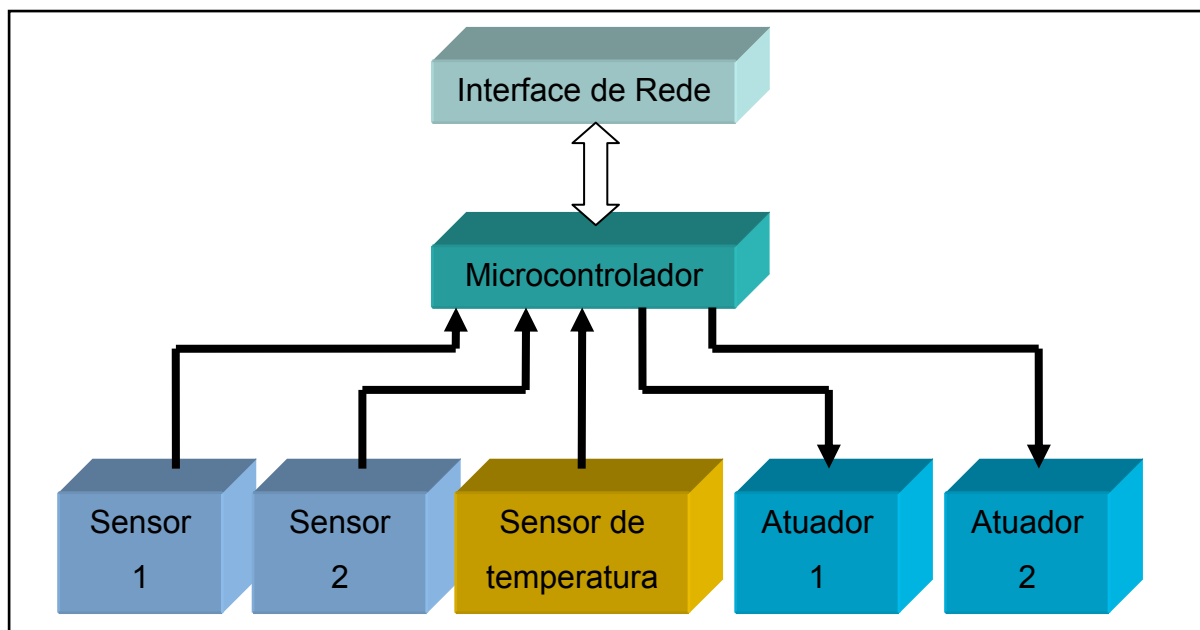 Interface de Rede
Microcontrolador
Sensor
1
Sensor
2
Sensor de
temperatura
Atuador
1
Atuador
2